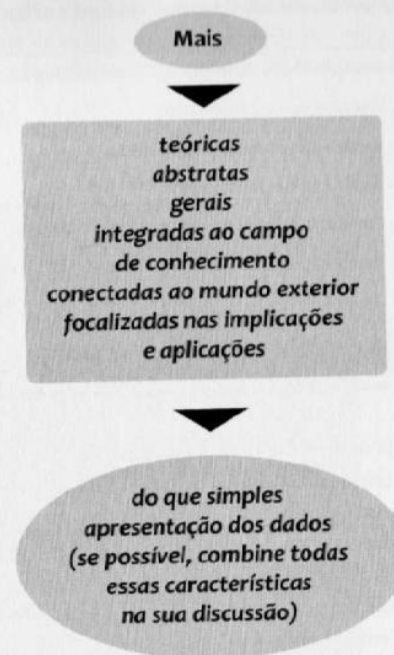 Mais
teóricas
abstratas
gerais
integradas ao campo
de conhecimento
conectadas ao mundo exterior
focalizadas nas implicações
e aplicações
do que simples
apresentação dos dados
(se possível, combine todas
essas características
na sua discussão)